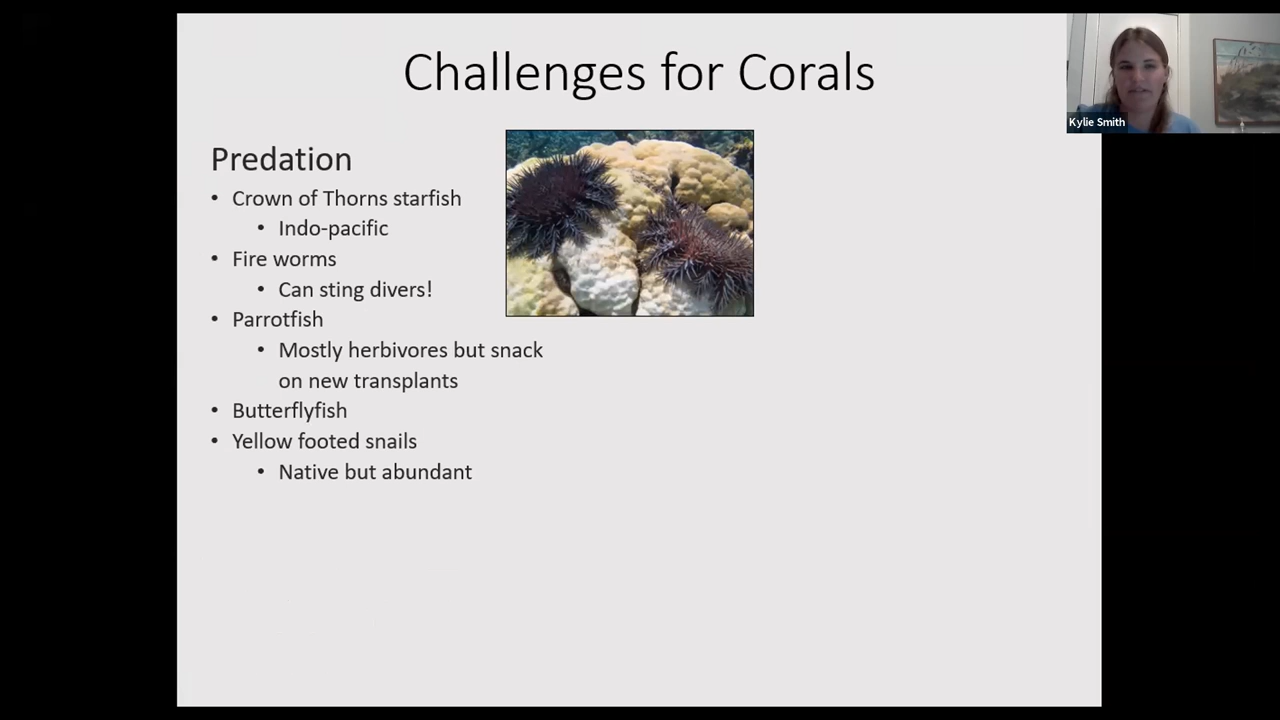 Challenges for Corals
Kylie Smith
Predation
• Crown of Thorns starfish
• Indo-pacific
• Fire worms
• Can sting divers!
• Parrotfish
• Mostly herbivores but snack
on new transplants
• Butterflyfish
• Yellow footed snails
• Native but abundant